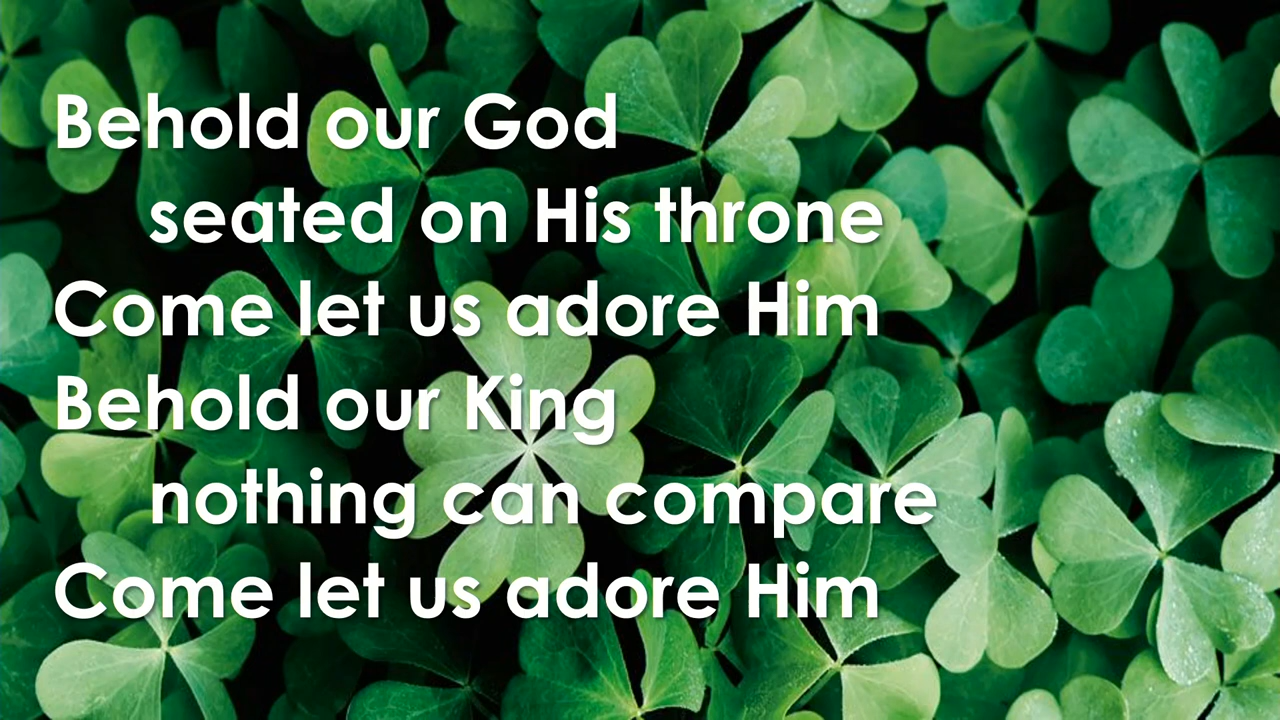 Behold our God
seated on His throne
Come let us adore Him
Behold our King
nothing can compare
Come let us adore Him